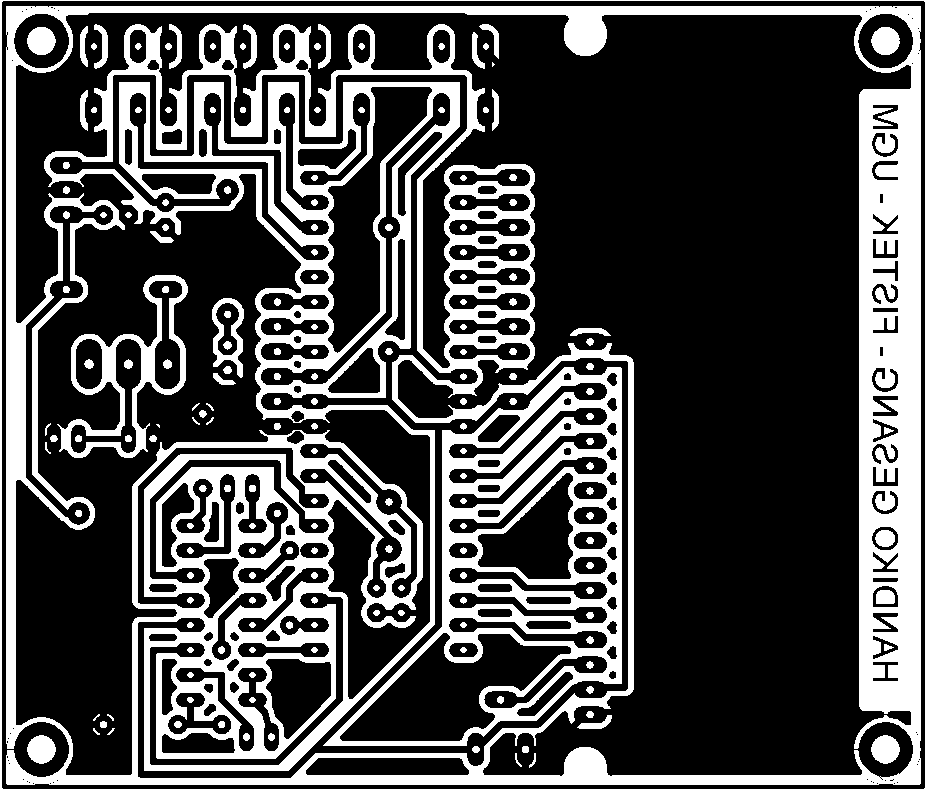 HANDIKO GESANG - FISTEK - UGM